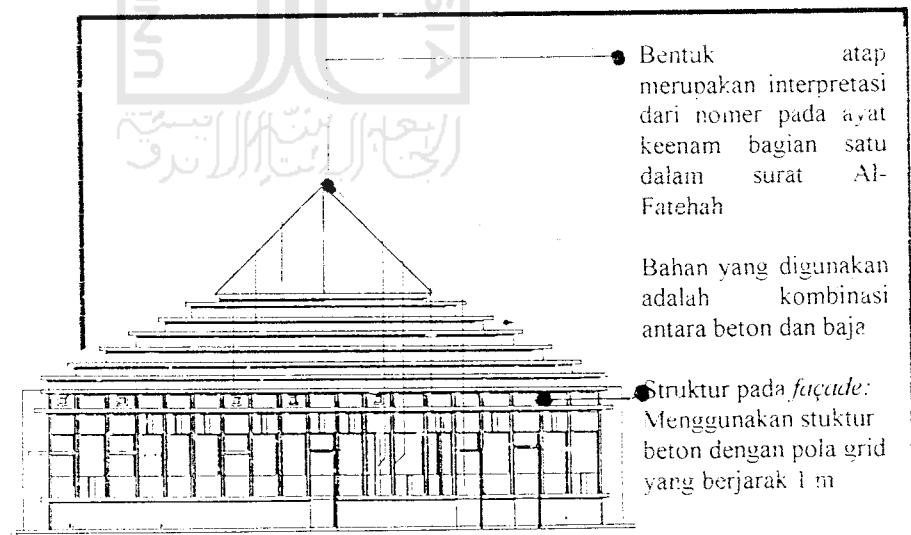 Bentuk atap
merupakan interpretasi
dari nomer pada ayat
keenam bagian satu
dalam surat Al-
Fatehah
Bahan yang digunakan
adalah kombinasi
antara beton dan baja
Struktur pada façade:
Menggunakan stuktur
beton dengan pola grid
yang berjarak 1 m